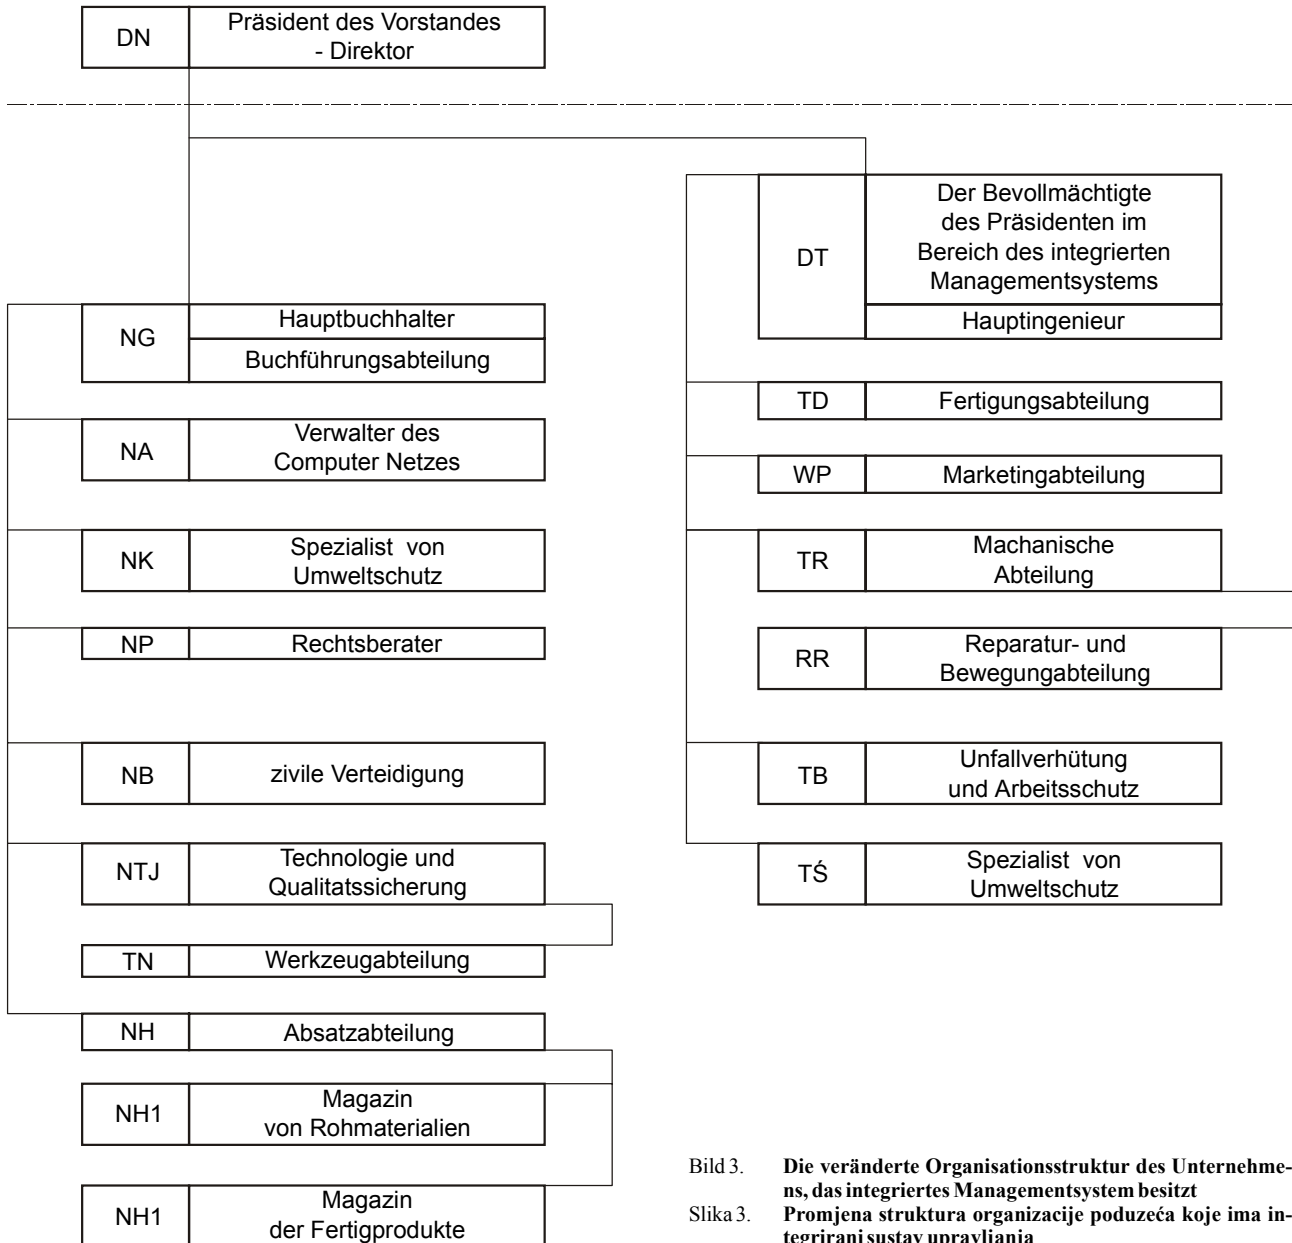 DN
Präsident des Vorstandes
- Direktor
NG
Hauptbuchhalter
Buchführungsabteilung
NA
Verwalter des
Computer Netzes
NK
Spezialist von
Umweltschutz
NP
Rechtsberater
NB
zivile Verteidigung
NTJ
Technologie und
Qualitatssicherung
TN
Werkzeugabteilung
NH
Absatzabteilung
NH1
Magazin
von Rohmaterialien
NH1
Magazin
der Fertigprodukte
DT
Der Bevollmächtigte
des Präsidenten im
Bereich des integrierten
Managementsystems
Hauptingenieur
TD
Fertigungsabteilung
WP
Marketingabteilung
TR
Machanische
Abteilung
RR
Reparatur- und
Bewegungabteilung
TB
Unfallverhütung
und Arbeitsschutz
TŚ
Spezialist von
Umweltschutz
Bild 3. Die veränderte Organisationsstruktur des Unternehme-
ns, das integriertes Managementsystem besitzt
Slika 3. Promjena struktura organizacije poduzeća koje ima in-
tegrirani sustav upravljanja